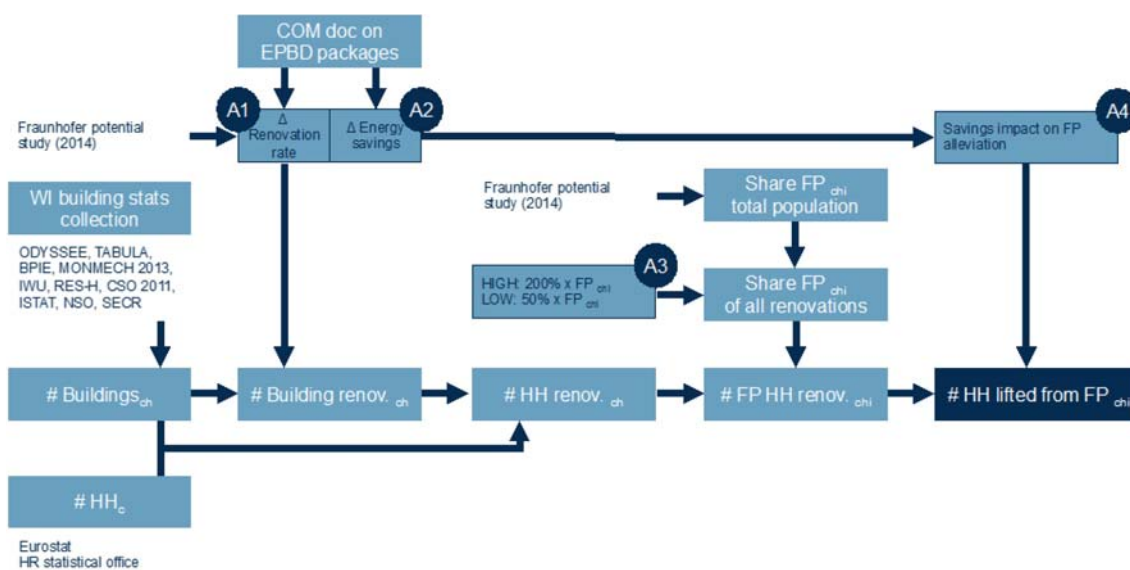 COM doc on
EPBD packages
A1
Δ
Renovation
rate
Δ Energy
savings
A2
Fraunhofer potential
study (2014)
Savings impact on FP
alleviation
A4
WI building stats
collection
ODYSSEE, TABULA,
BPIE, MONMECH 2013,
IWU, RES-H, CSO 2011,
ISTAT, NSO, SECR
Fraunhofer potential
study (2014)
Share FP chi
total population
A3
HIGH: 200% x FP chi
LOW: 50% x FP chi
Share FP chi
of all renovations
# Buildings ch
# Building renov. ch
# HH renov. ch
# FP HH renov. chi
# HH lifted from FP chi
# HH c
Eurostat
HR statistical office